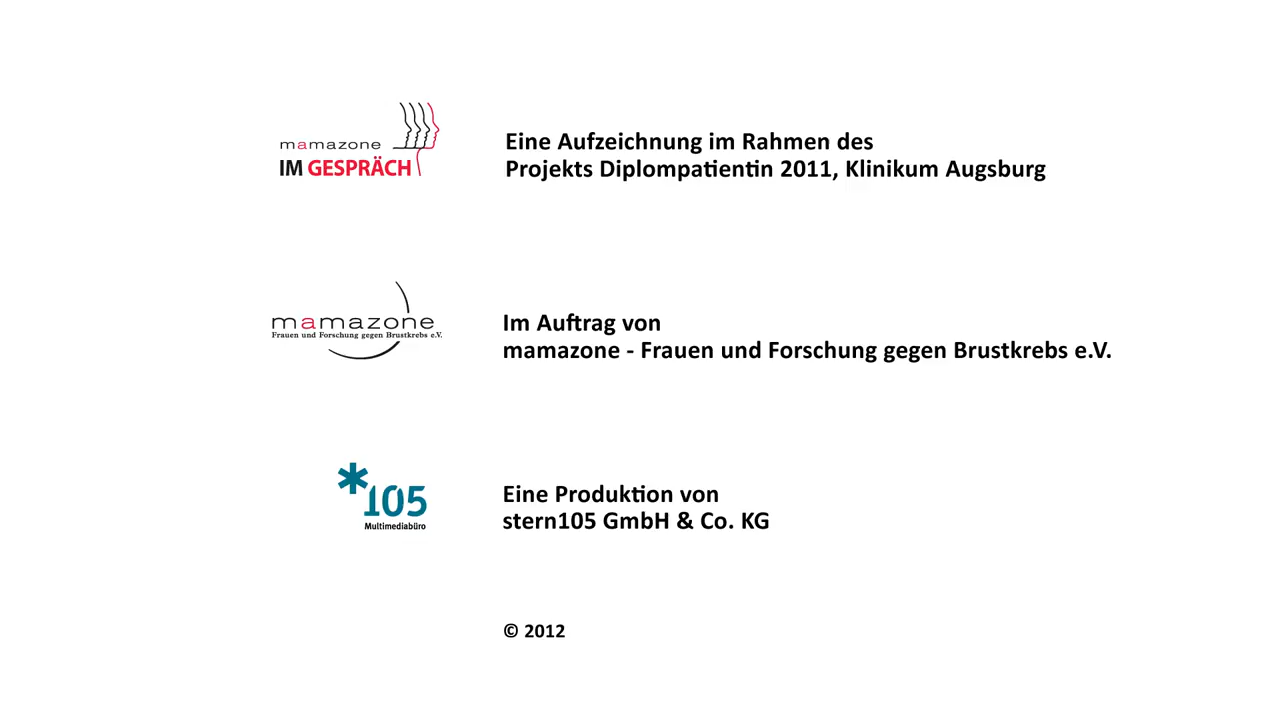 mamazone
IM GESPRÄCH
Eine Aufzeichnung im Rahmen des
Projekts Diplompatientin 2011, Klinikum Augsburg
mamazone
Frauen und Forschung gegen Brustkrebs e.V.
Im Auftrag von
mamazone - Frauen und Forschung gegen Brustkrebs e.V.
*105
Multimediabüro
Eine Produktion von
stern105 GmbH & Co. KG
© 2012